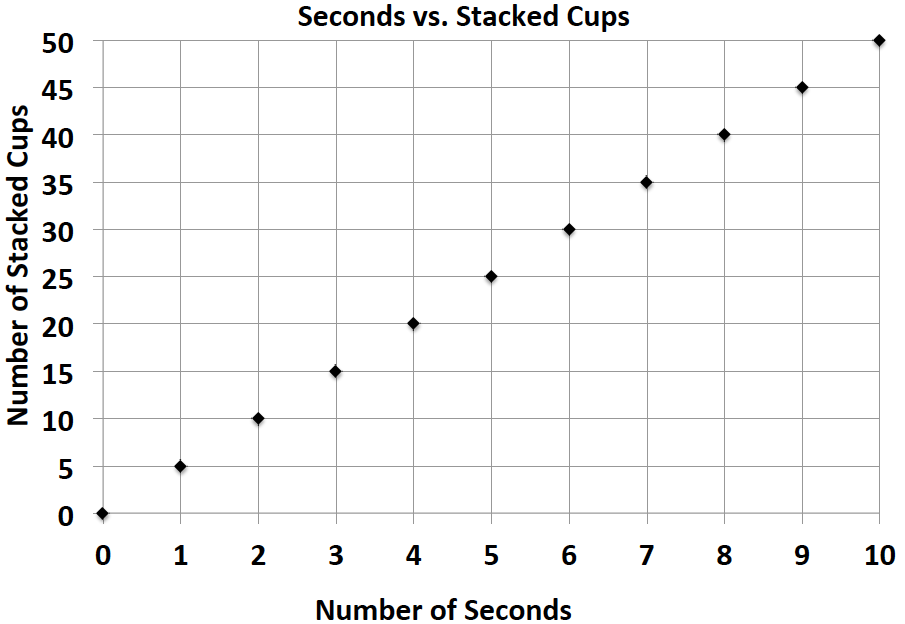 Seconds vs. Stacked Cups
50
45
40
35
30
25
20
15
10
5
0
Number of Stacked Cups
0 1 2 3 4 5 6 7 8 9 10
Number of Seconds